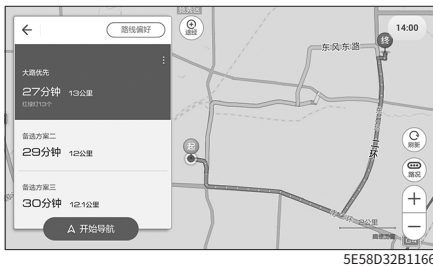 路线偏好
大路优先
27分钟 13公里
红绿灯13个
备选方案二
29分钟 12公里
备选方案三
30分钟 12.1公里
开始导航
途经
东风东路
终
14:00
起
二环
刷新
路况
+
−
5E58D32B1166